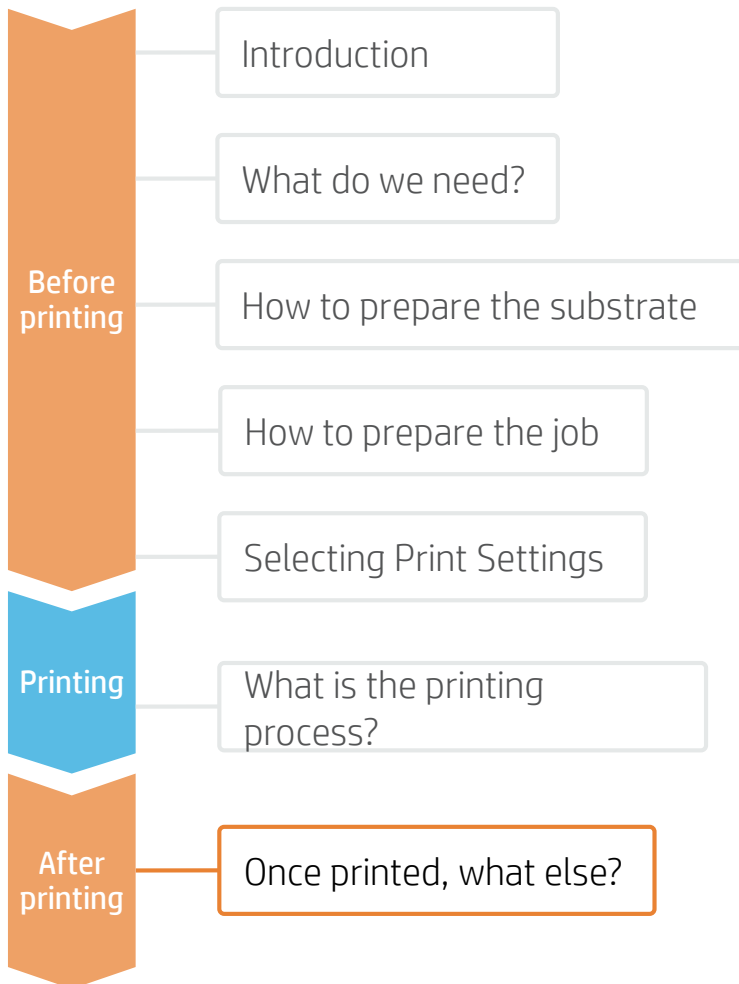 Introduction
What do we need?
Before
printing
How to prepare the substrate
How to prepare the job
Selecting Print Settings
Printing
What is the printing
process?
After
printing
Once printed, what else?